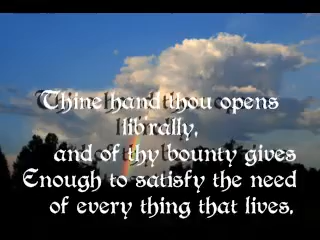 Thine hand thou opens
lib'rally,
and of thy bounty gives
Enough to satisfy the need
of every thing that lives.